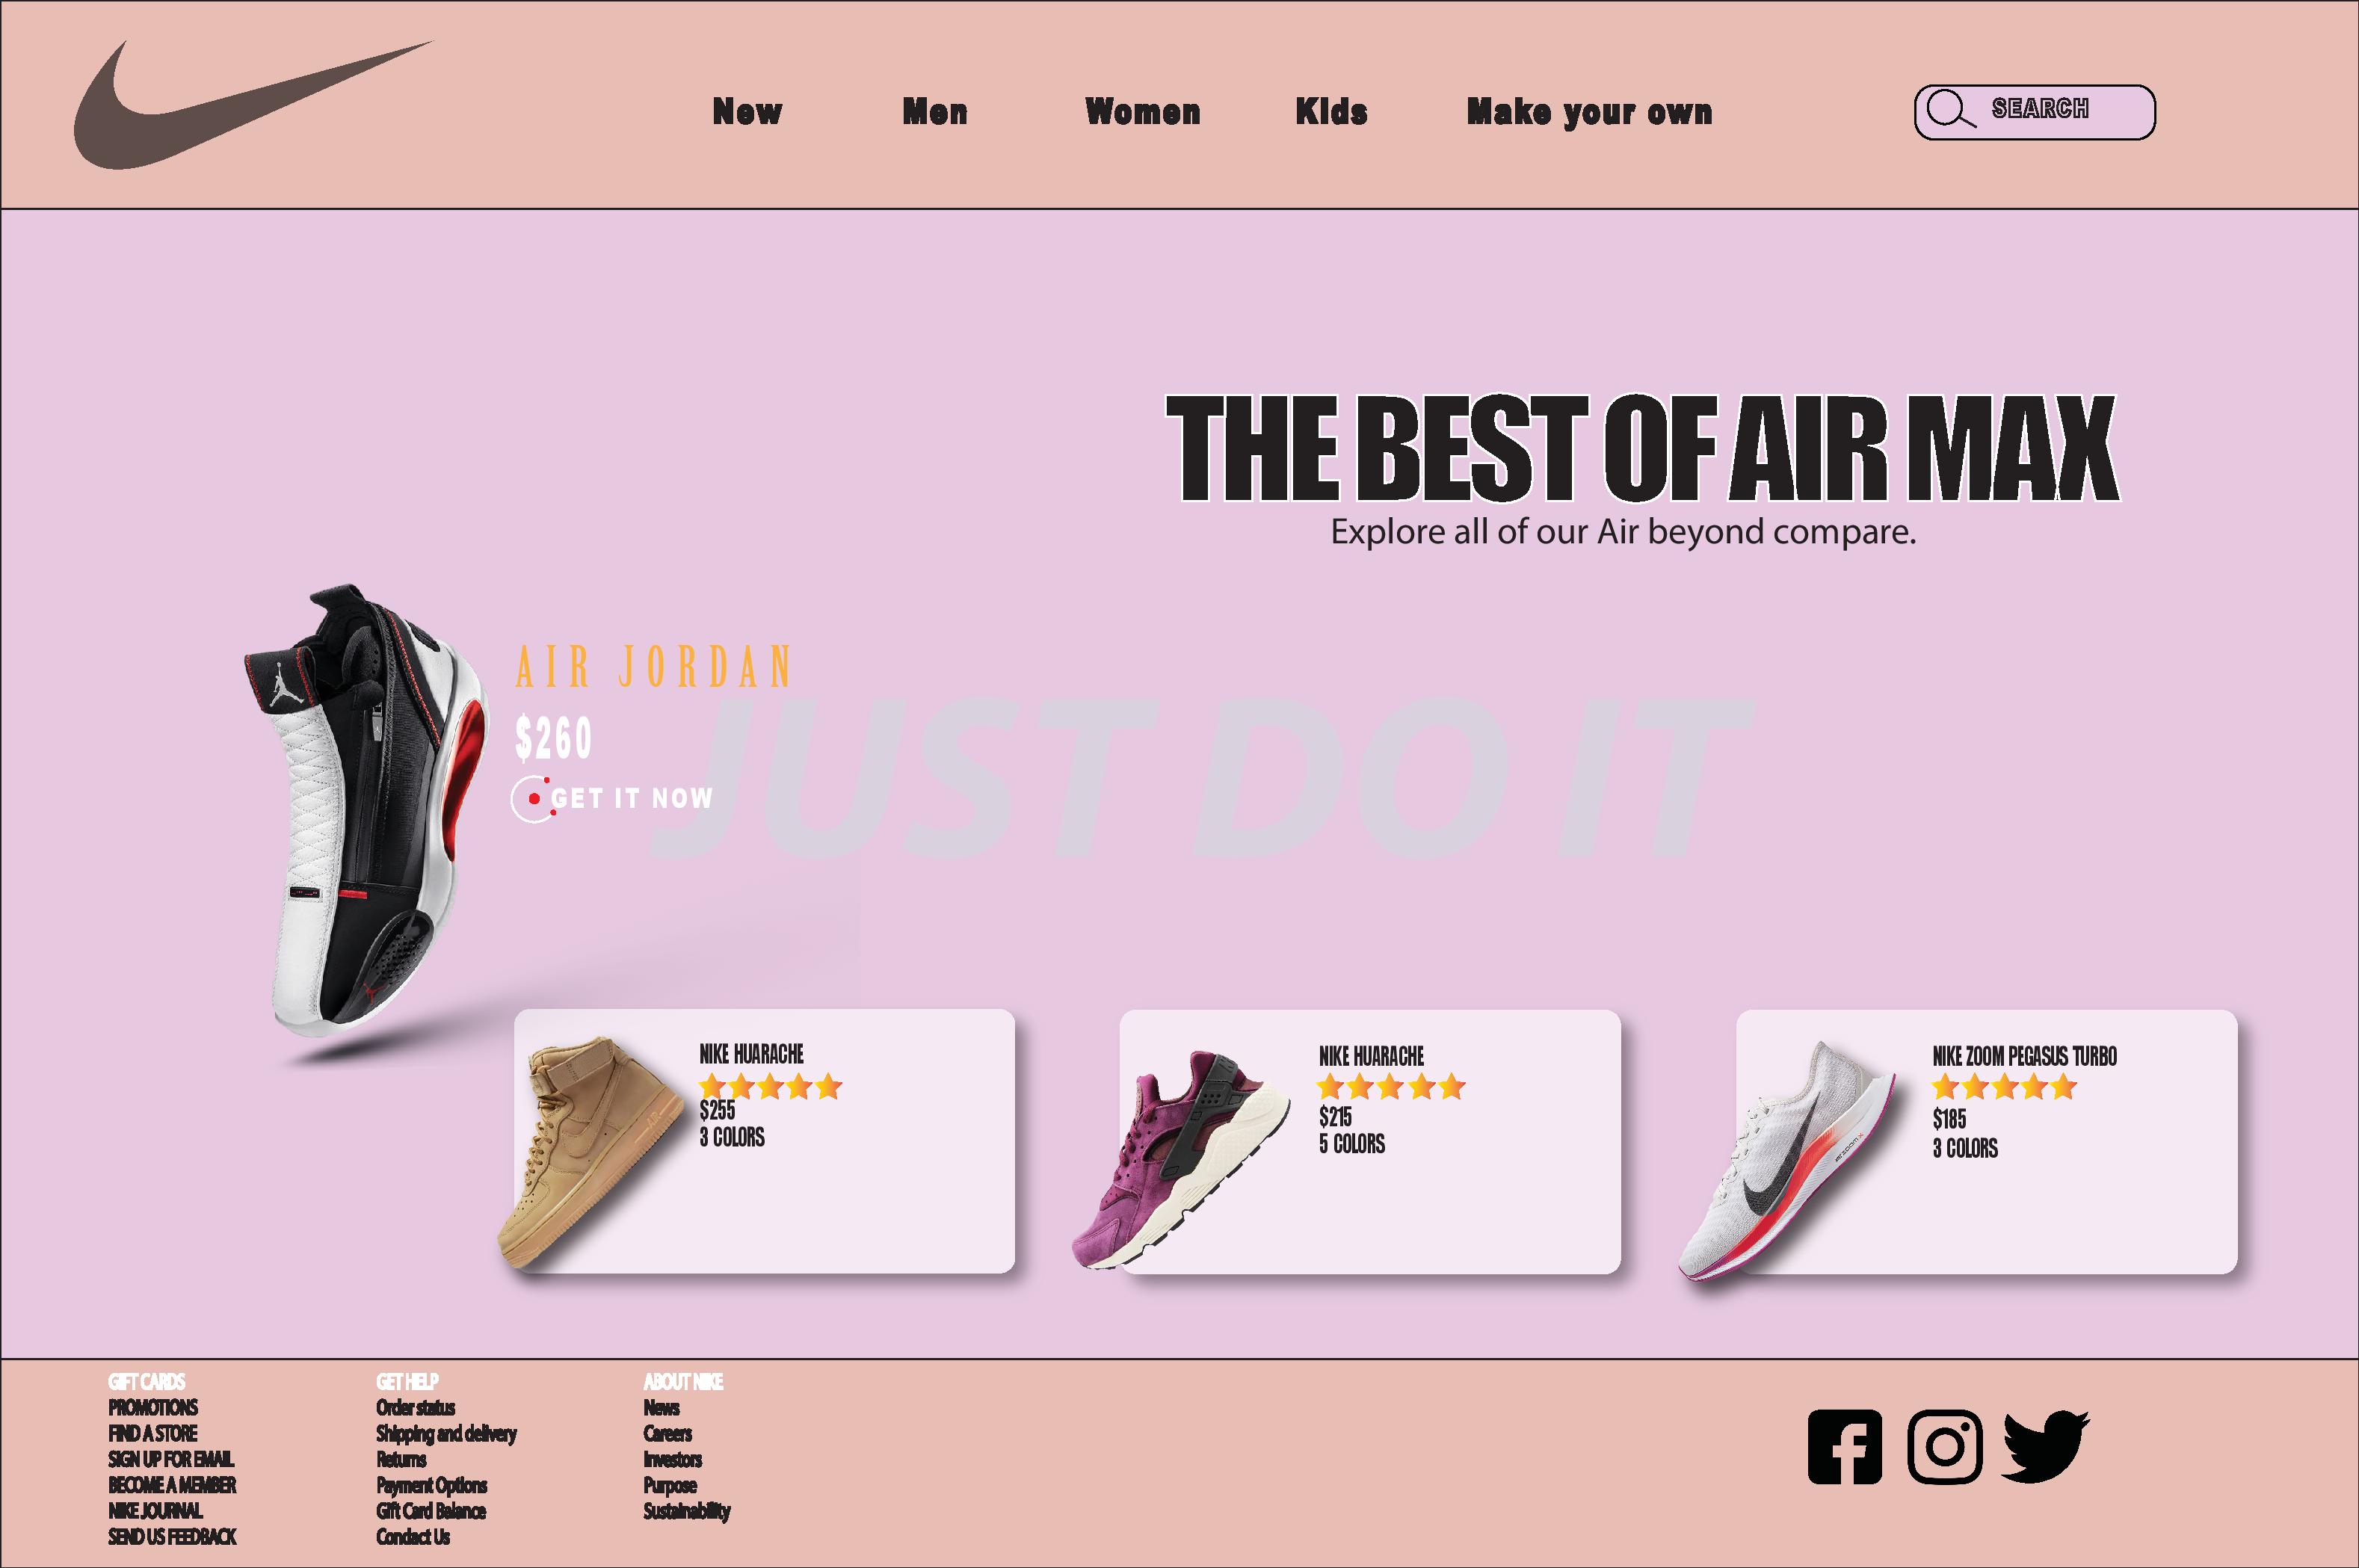 New
Men
Women
Kids
Make your own
SEARCH
THE BEST OF AIR MAX
Explore all of our Air beyond compare.
AIR JORDAN
$260
GET IT NOW
JUST DO IT
NIKE HUARACHE
$255
3 COLORS
NIKE HUARACHE
$215
5 COLORS
NIKE ZOOM PEGASUS TURBO
$185
3 COLORS
GIFT CARDS
PROMOTIONS
FIND A STORE
SIGN UP FOR EMAIL
BECOME A MEMBER
NIKE JOURNAL
SEND US FEEDBACK
GET HELP
Order status
Shipping and delivery
Returns
Payment Options
Gift Card Balance
Condact Us
ABOUT NIKE
News
Careers
Investors
Purpose
Sustainability